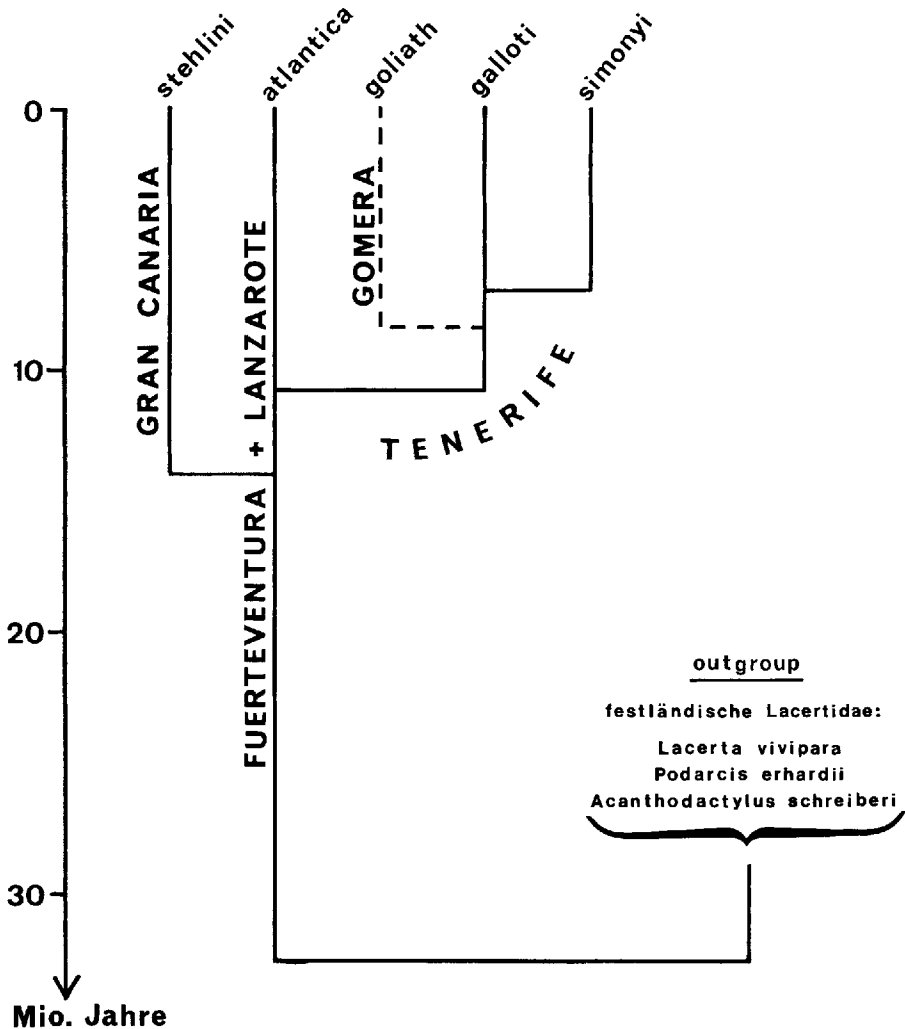 stehlini
atlantica
goliath
galloti
simonyi
0
10
20
30
Mio. Jahre
GRAN CANARIA
FUERTEVENTURA + LANZAROTE
GOMERA
TENERIFE
outgroup
festländische Lacertidae:
Lacerta vivipara
Podarcis erhardii
Acanthodactylus schreiberi